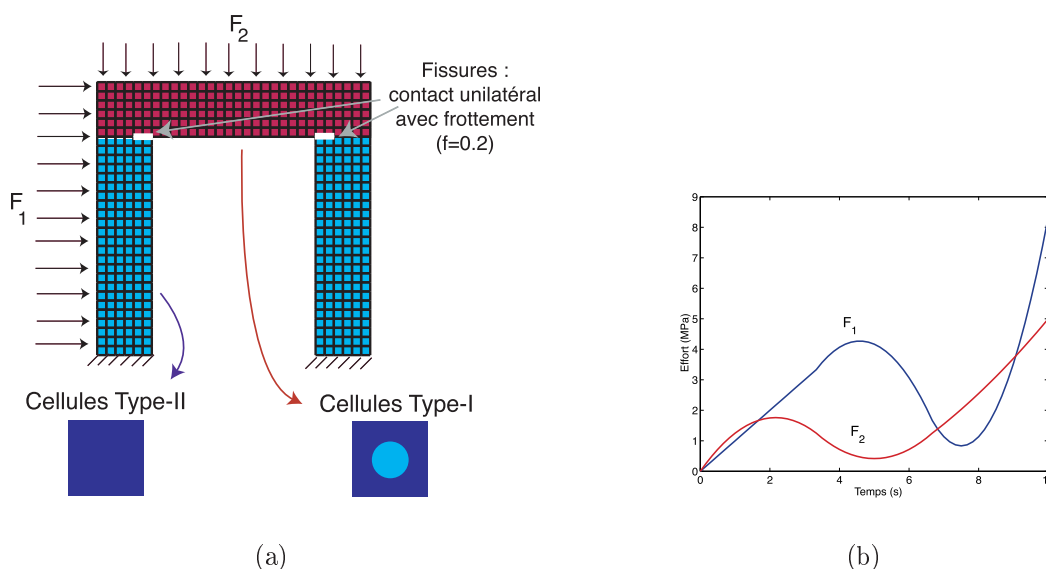 F2
Fissures :
contact unilatéral
avec frottement
(f=0.2)
F1
Cellules Type-II
Cellules Type-I
(a)
9
8
7
6
5
4
3
2
1
0
Effort (MPa)
F1
F2
0 2 4 6 8 1
Temps (s)
(b)